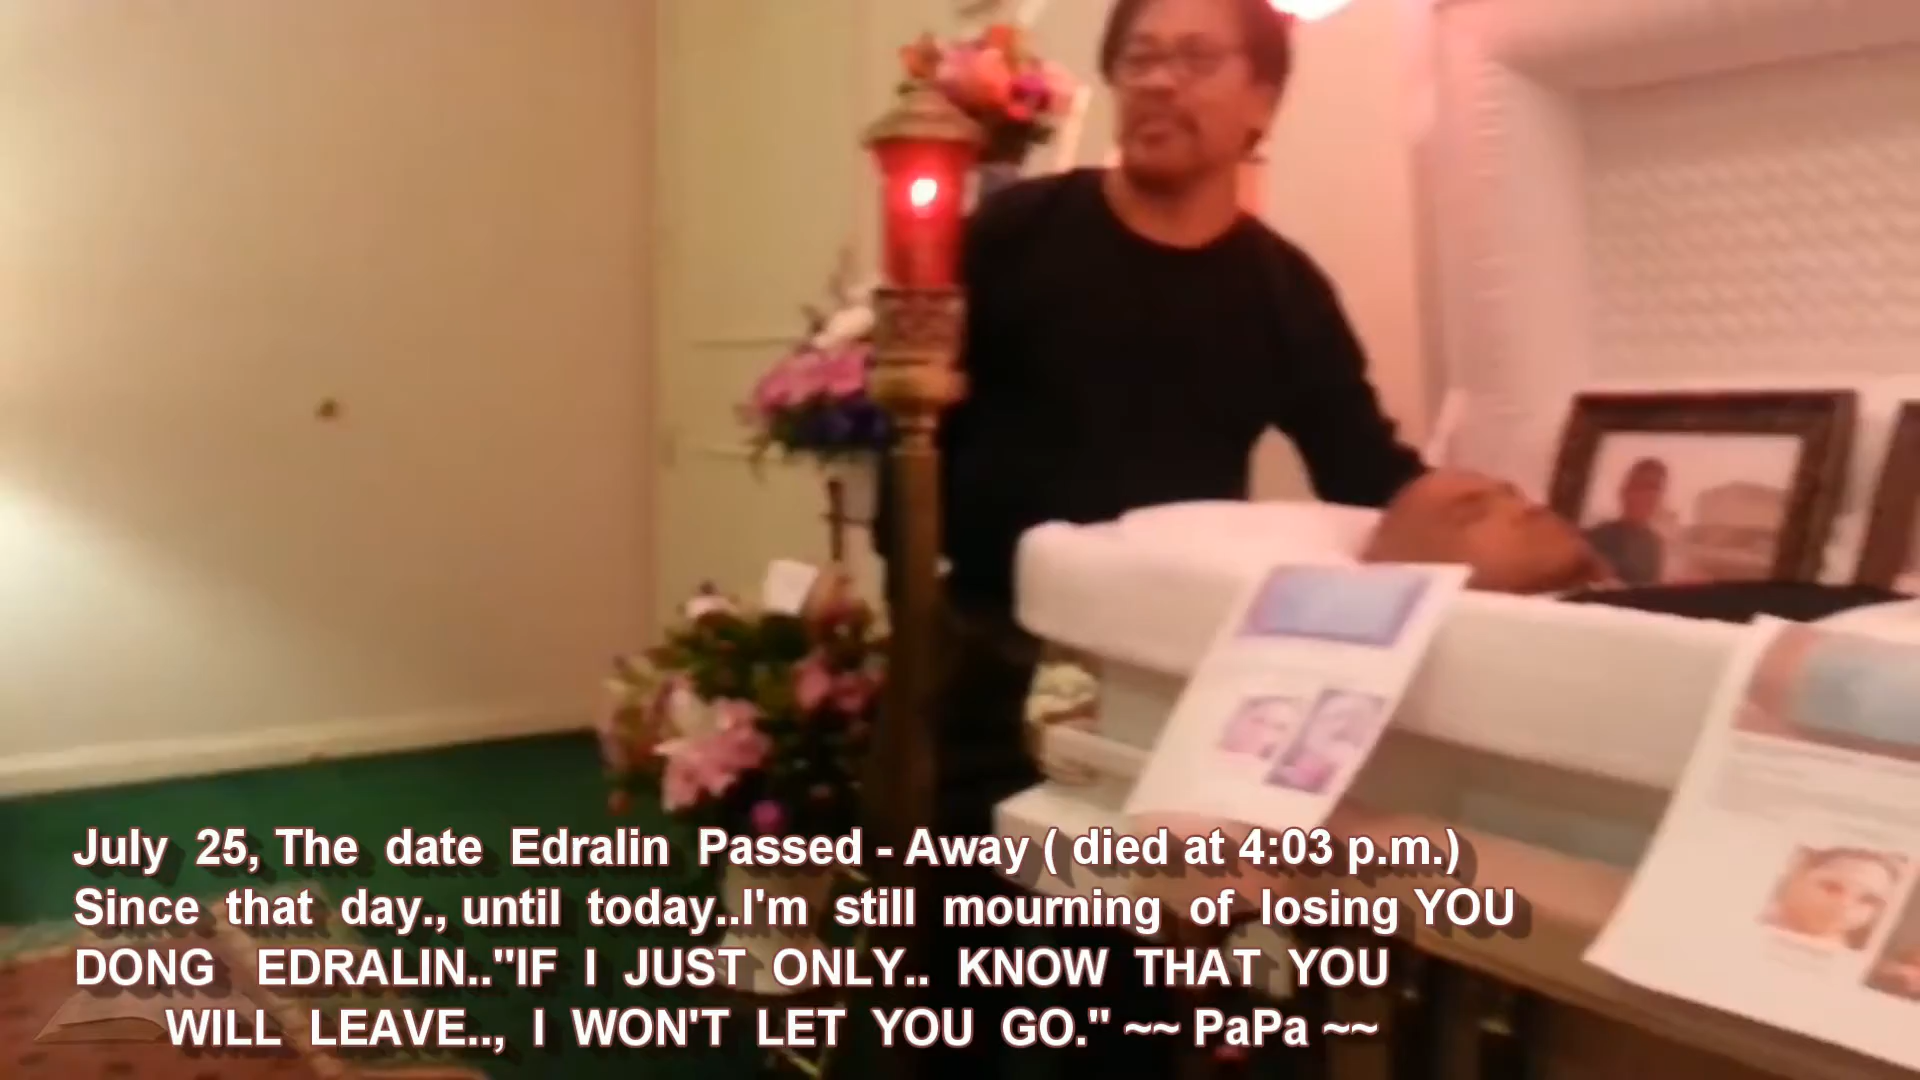 July 25, The date Edralin Passed - Away ( died at 4:03 p.m.)
Since that day., until today..I'm still mourning of losing YOU
DONG EDRALIN.."IF I JUST ONLY.. KNOW THAT YOU
WILL LEAVE.., I WON'T LET YOU GO." ~~ PaPa ~~